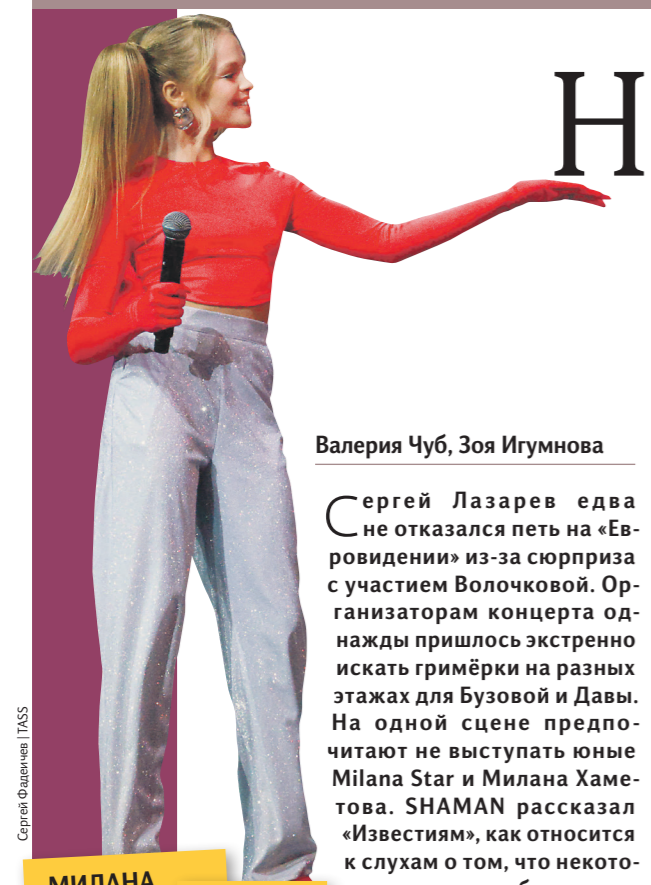 Н
Валерия Чуб, Зоя Игумнова
Сергей Лазарев едва
не отказался петь на «Ев-
ровидении» из-за сюрприза
с участием Волочковой. Ор-
ганизаторам концерта од-
нажды пришлось экстренно
искать гримёрки на разных
этажах для Бузовой и Давы.
На одной сцене предпо-
читают не выступать юные
Milana Star и Милана Хаме-
това. SHAMAN рассказал
«Известиям», как относится
к слухам о том, что некото-
Сергей Фадеичев | TASS
МИЛАНА